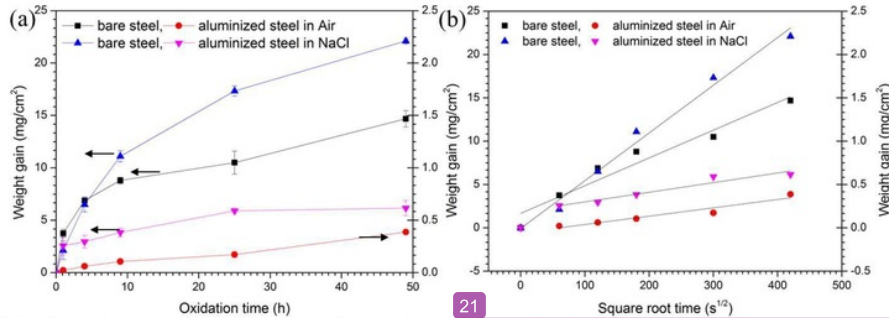 (a)
bare steel, aluminized steel in Air
bare steel, aluminized steel in NaCl
Weight gain (mg/cm²)
25
20
15
10
5
0
2.5
2.0
1.5
1.0
0.5
0.0
Weight gain (mg/cm²)
0 10 20 30 40 50
Oxidation time (h)
(b)
bare steel, aluminized steel in Air
bare steel, aluminized steel in NaCl
Weight gain (mg/cm²)
25
20
15
10
5
0
-5
2.5
2.0
1.5
1.0
0.5
0.0
-0.5
Weight gain (mg/cm²)
0 100 200 300 400 500
Square root time (s¹/²)
21